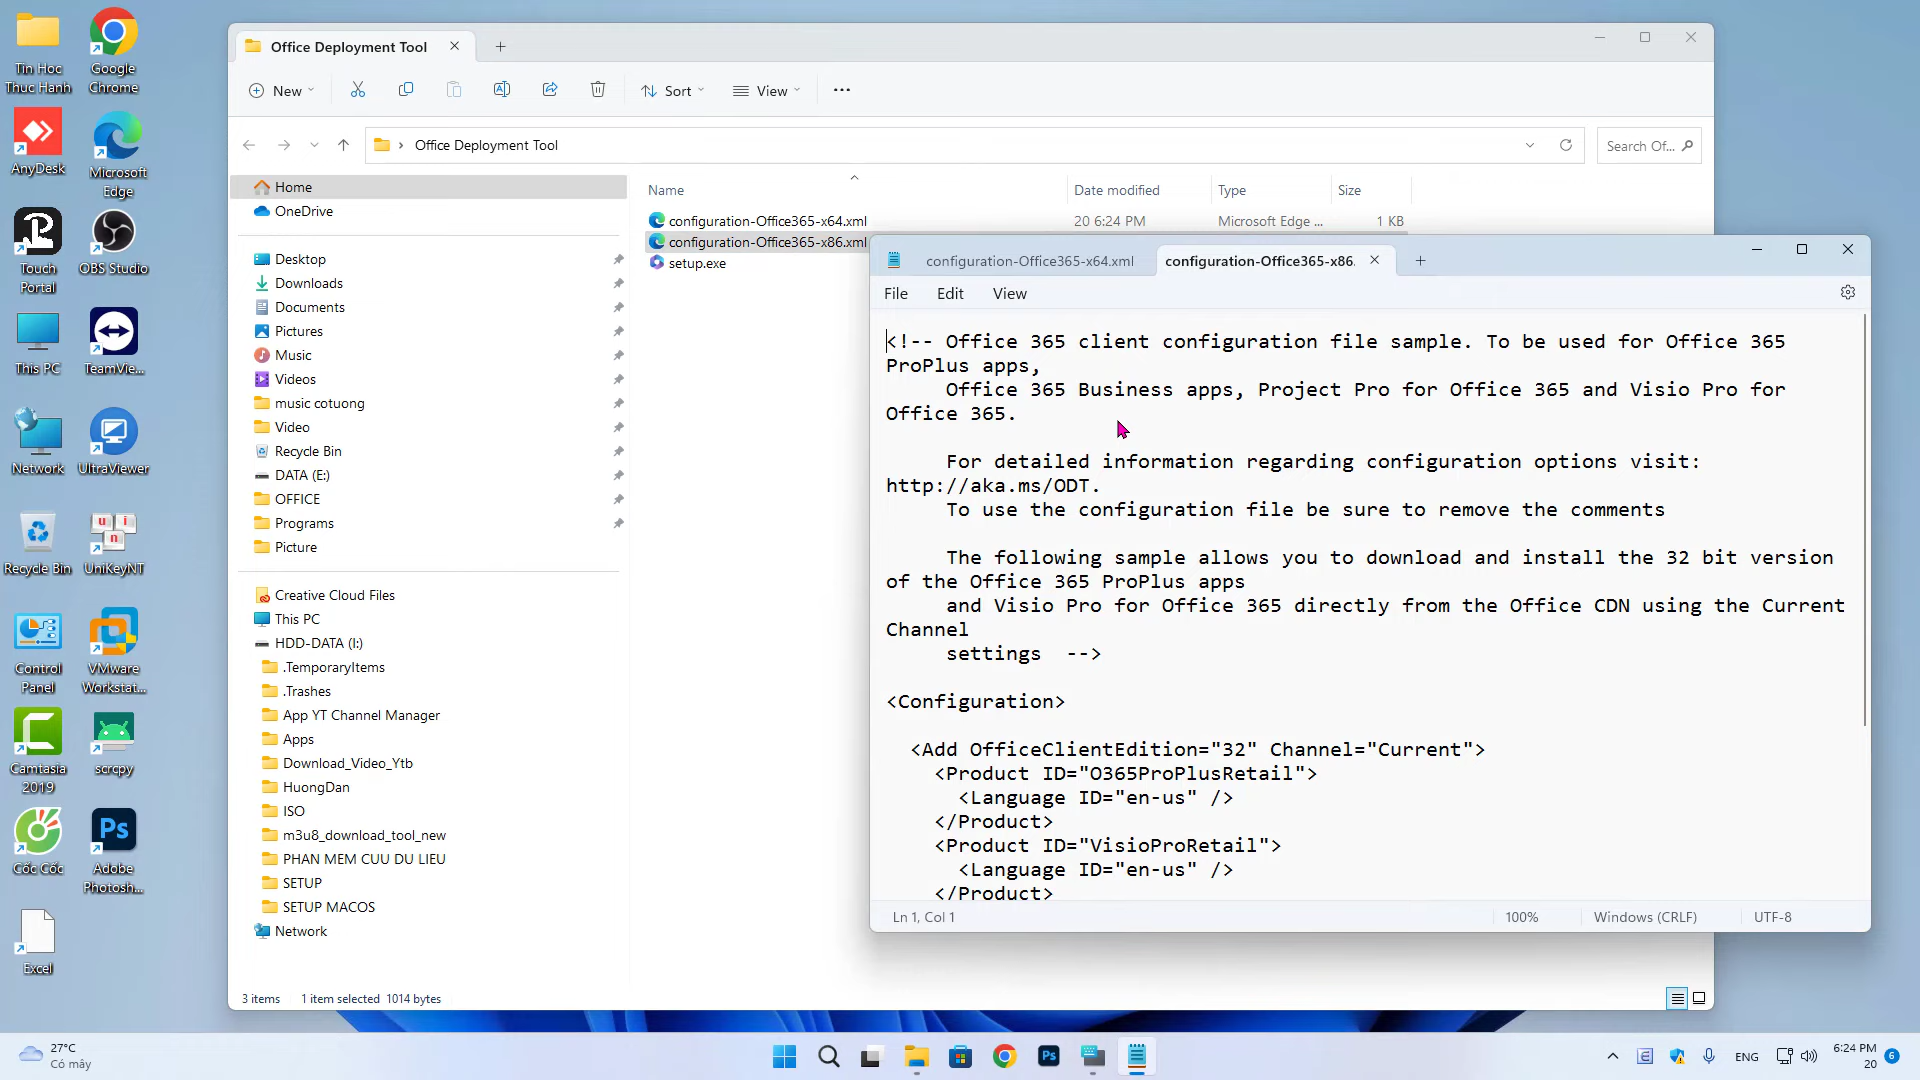 Tin Hoc
Thuc Hanh
Google
Chrome
AnyDesk
Microsoft
Edge
Touch
Portal
OBS Studio
This PC
TeamVie...
Network
UltraViewer
Recycle Bin
UniKeyNT
Control
Panel
VMware
Workstat...
Camtasia
2019
scrcpy
Cốc Cốc
Ps
Adobe
Photosh...
Excel
Office Deployment Tool
New
Sort
View
Office Deployment Tool
Search Of...
Home
OneDrive
Desktop
Downloads
Documents
Pictures
Music
Videos
music cotuong
Video
Recycle Bin
DATA (E:)
OFFICE
Programs
Picture
Creative Cloud Files
This PC
HDD-DATA (I:)
.TemporaryItems
.Trashes
App YT Channel Manager
Apps
Download_Video_Ytb
HuongDan
ISO
m3u8_download_tool_new
PHAN MEM CUU DU LIEU
SETUP
SETUP MACOS
Network
Name Date modified Type Size
configuration-Office365-x64.xml 20 6:24 PM Microsoft Edge ... 1 KB
configuration-Office365-x86.xml
setup.exe
3 items 1 item selected 1014 bytes
configuration-Office365-x64.xml configuration-Office365-x86.
File Edit View
<!-- Office 365 client configuration file sample. To be used for Office 365
ProPlus apps,
Office 365 Business apps, Project Pro for Office 365 and Visio Pro for
Office 365.
For detailed information regarding configuration options visit:
http://aka.ms/ODT.
To use the configuration file be sure to remove the comments
The following sample allows you to download and install the 32 bit version
of the Office 365 ProPlus apps
and Visio Pro for Office 365 directly from the Office CDN using the Current
Channel
settings  -->
<Configuration>
<Add OfficeClientEdition="32" Channel="Current">
<Product ID="O365ProPlusRetail">
<Language ID="en-us" />
</Product>
<Product ID="VisioProRetail">
<Language ID="en-us" />
</Product>
Ln 1, Col 1 100% Windows (CRLF) UTF-8
27°C
Có mây
Ps
ENG
6:24 PM
20
6